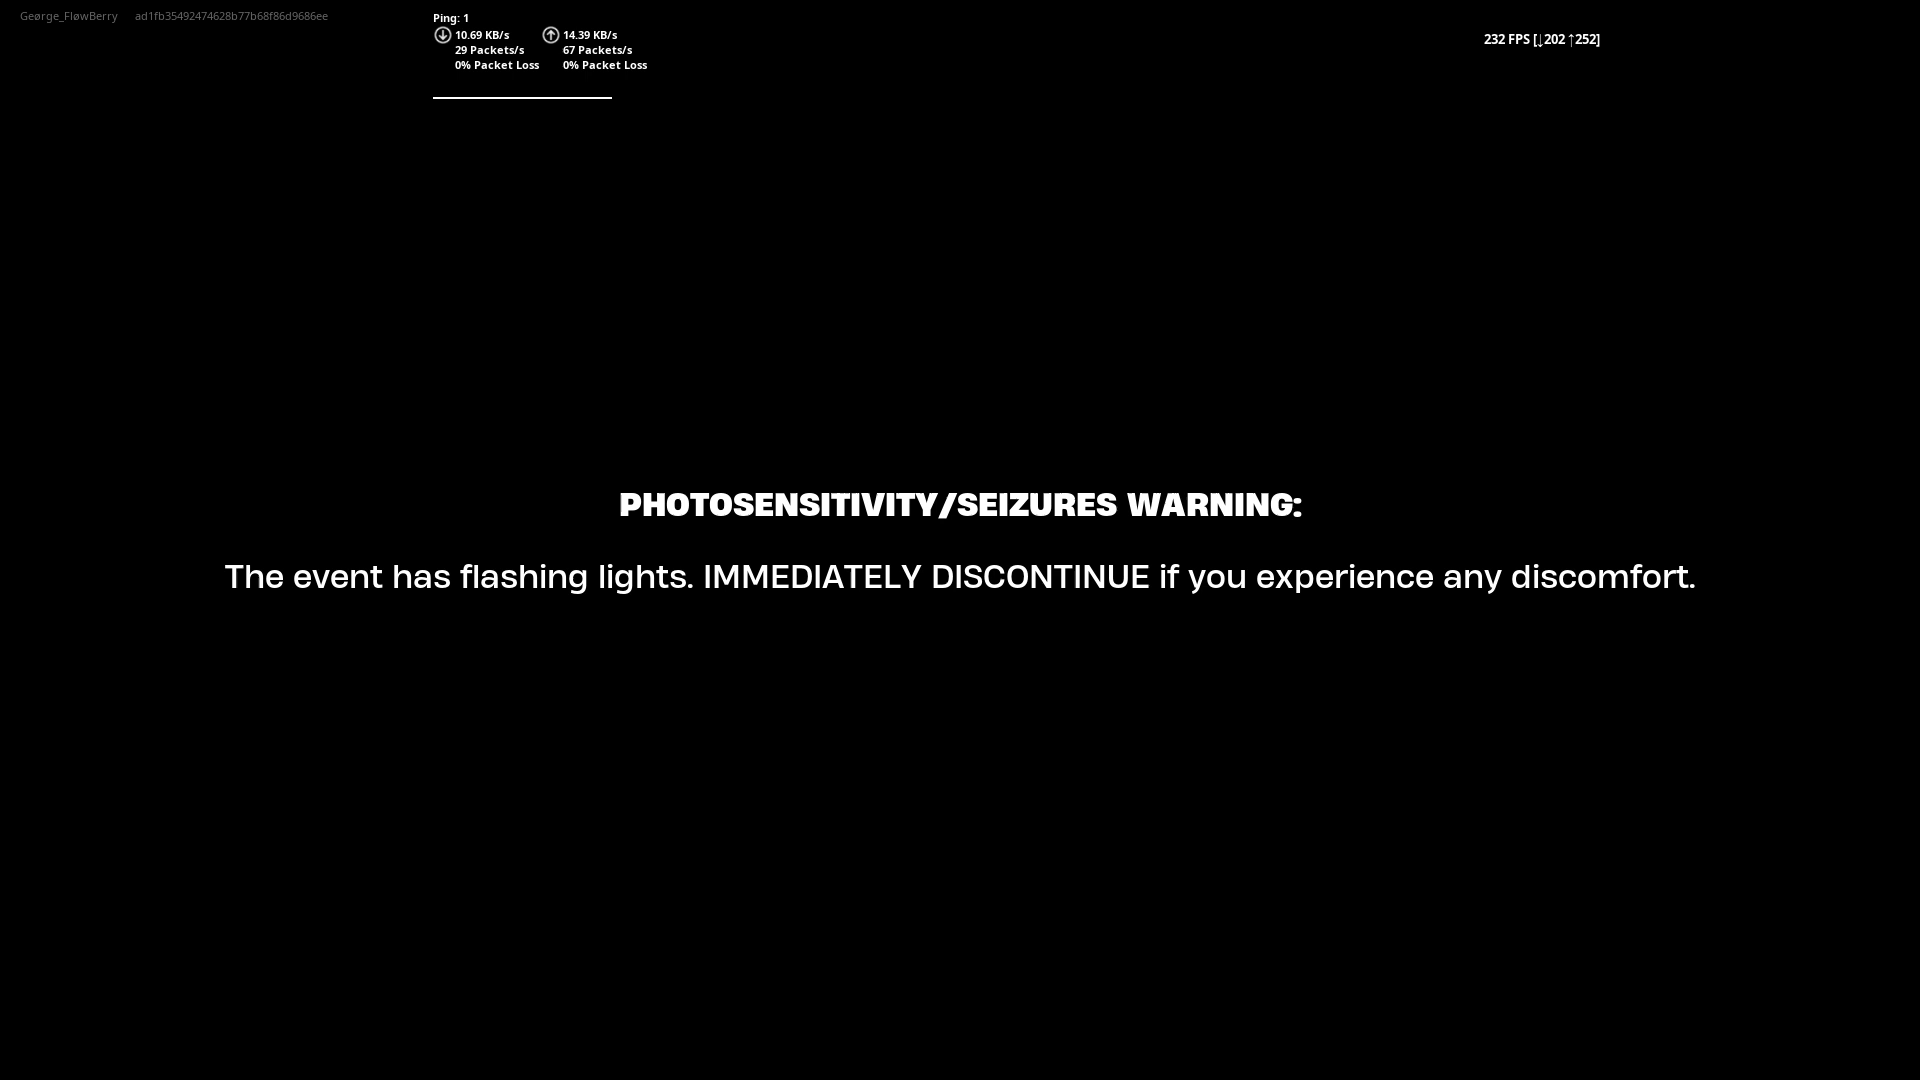 Geørge_FløwBerry ad1fb35492474628b77b68f86d9686ee
Ping: 1
10.69 KB/s 14.39 KB/s
29 Packets/s 67 Packets/s
0% Packet Loss 0% Packet Loss
232 FPS [↓202 ↑252]
PHOTOSENSITIVITY/SEIZURES WARNING:
The event has flashing lights. IMMEDIATELY DISCONTINUE if you experience any discomfort.